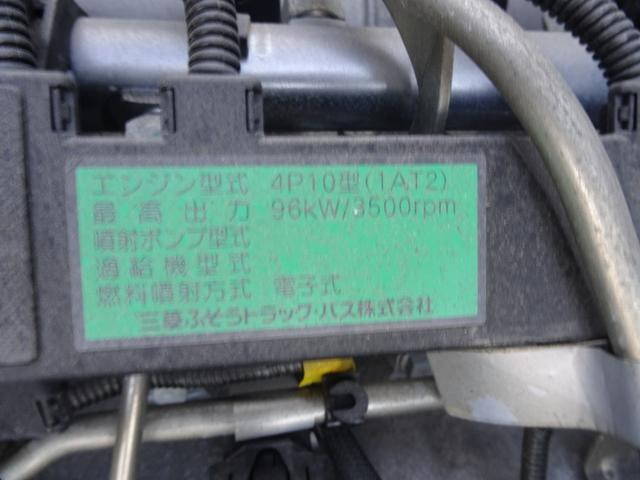 エンジン型式 4P10型(1AT2)
最高出力 96kW/3500rpm
噴射ポンプ型式
過給機型式
燃料噴射方式 電子式
三菱ふそうトラック・バス株式会社